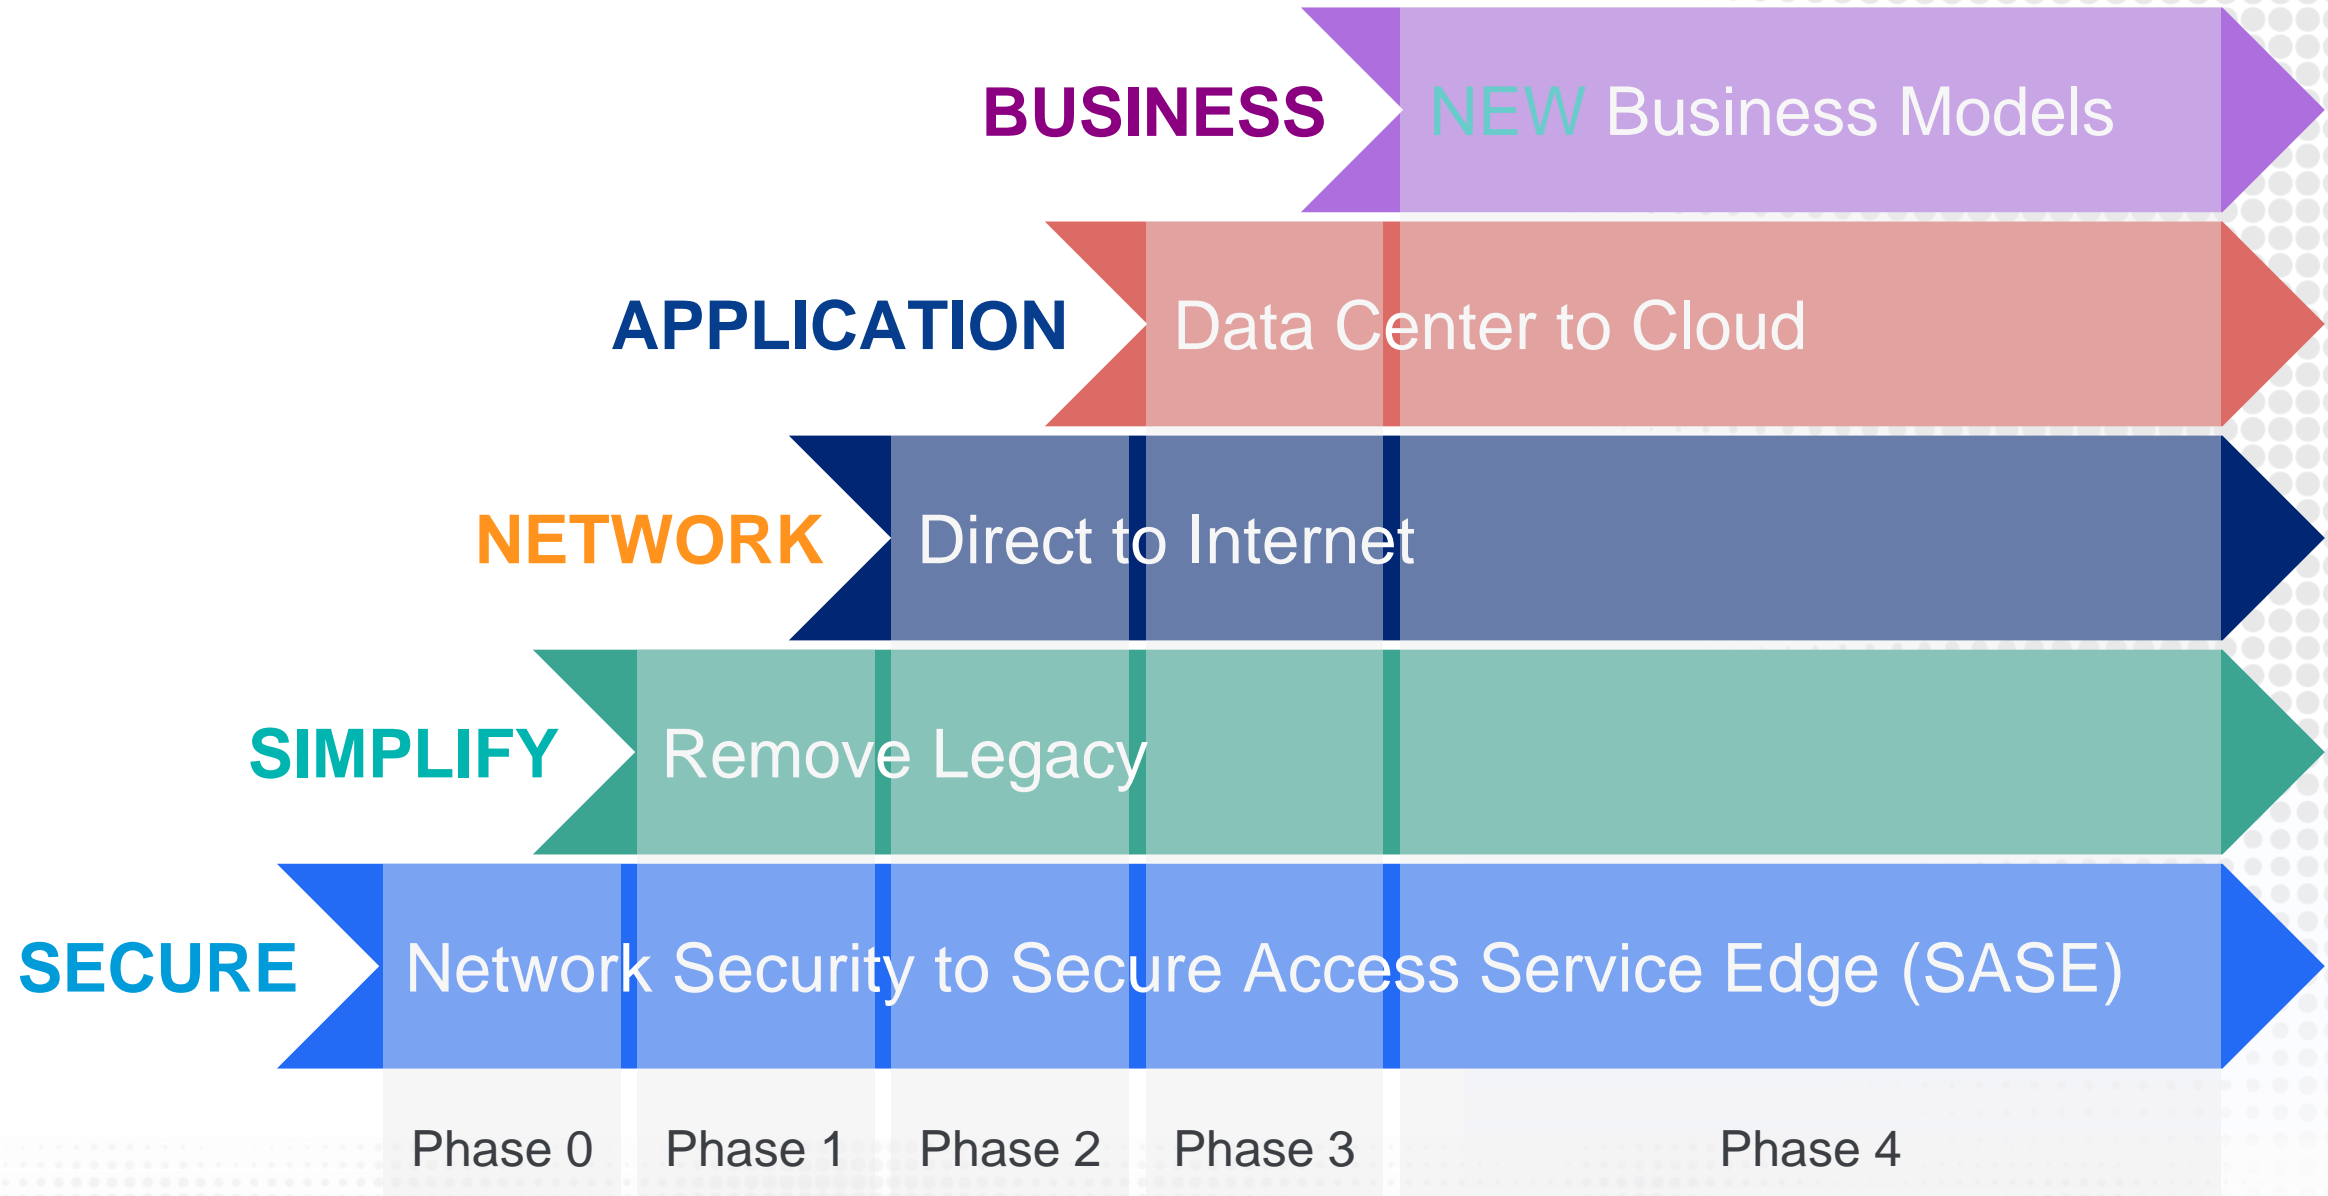 BUSINESS NEW Business Models
APPLICATION Data Center to Cloud
NETWORK Direct to Internet
SIMPLIFY Remove Legacy
SECURE Network Security to Secure Access Service Edge (SASE)
Phase 0 Phase 1 Phase 2 Phase 3 Phase 4